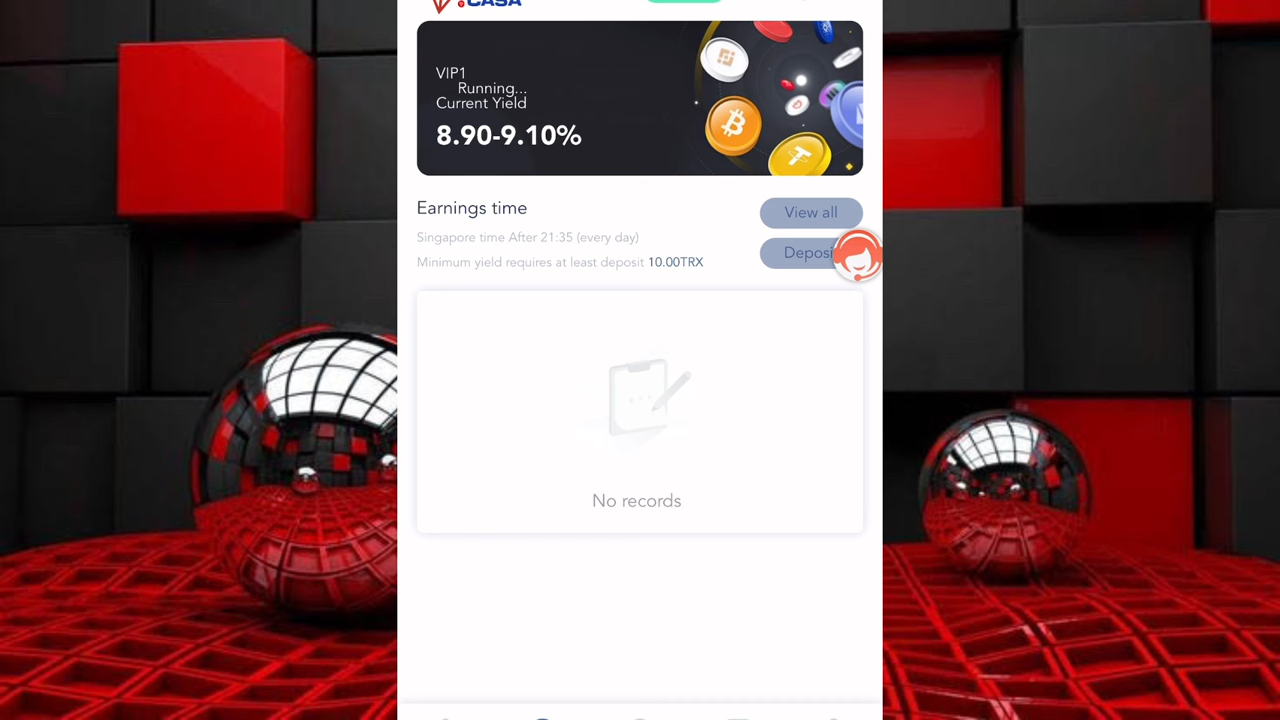 .CASA
VIP1
Running...
Current Yield
8.90-9.10%
Earnings time
View all
Singapore time After 21:35 (every day)
Minimum yield requires at least deposit 10.00TRX
No records